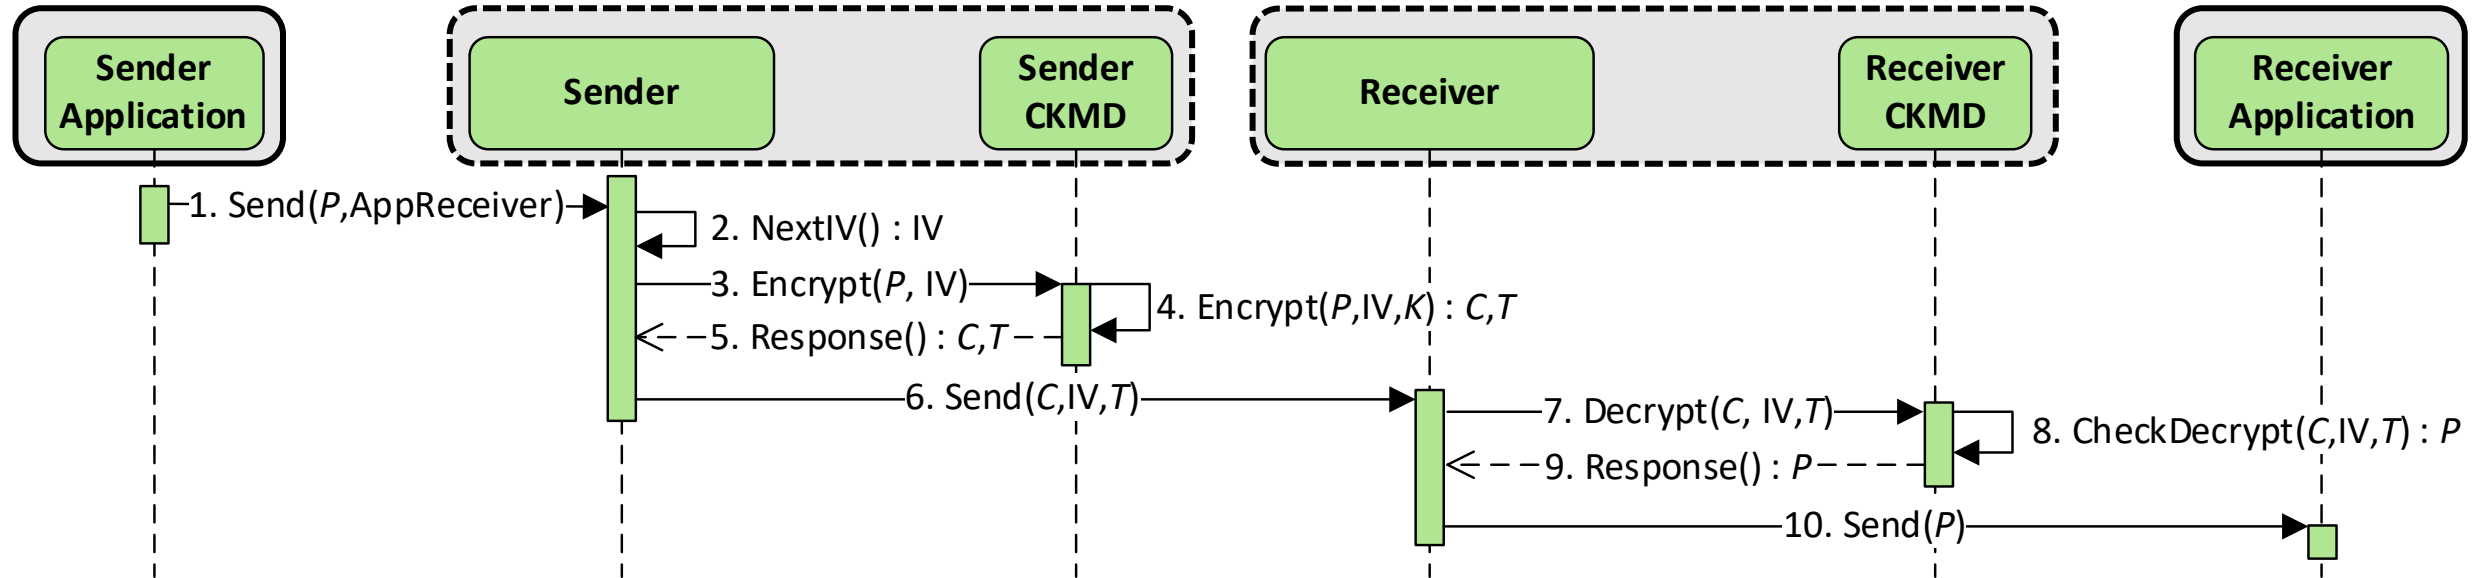 Sender
Application
Sender
Sender
CKMD
Receiver
Receiver
CKMD
Receiver
Application
1. Send(P,AppReceiver)
2. NextIV() : IV
3. Encrypt(P, IV)
4. Encrypt(P,IV,K) : C,T
5. Response() : C,T
6. Send(C,IV,T)
7. Decrypt(C, IV,T)
8. CheckDecrypt(C,IV,T) : P
9. Response() : P
10. Send(P)